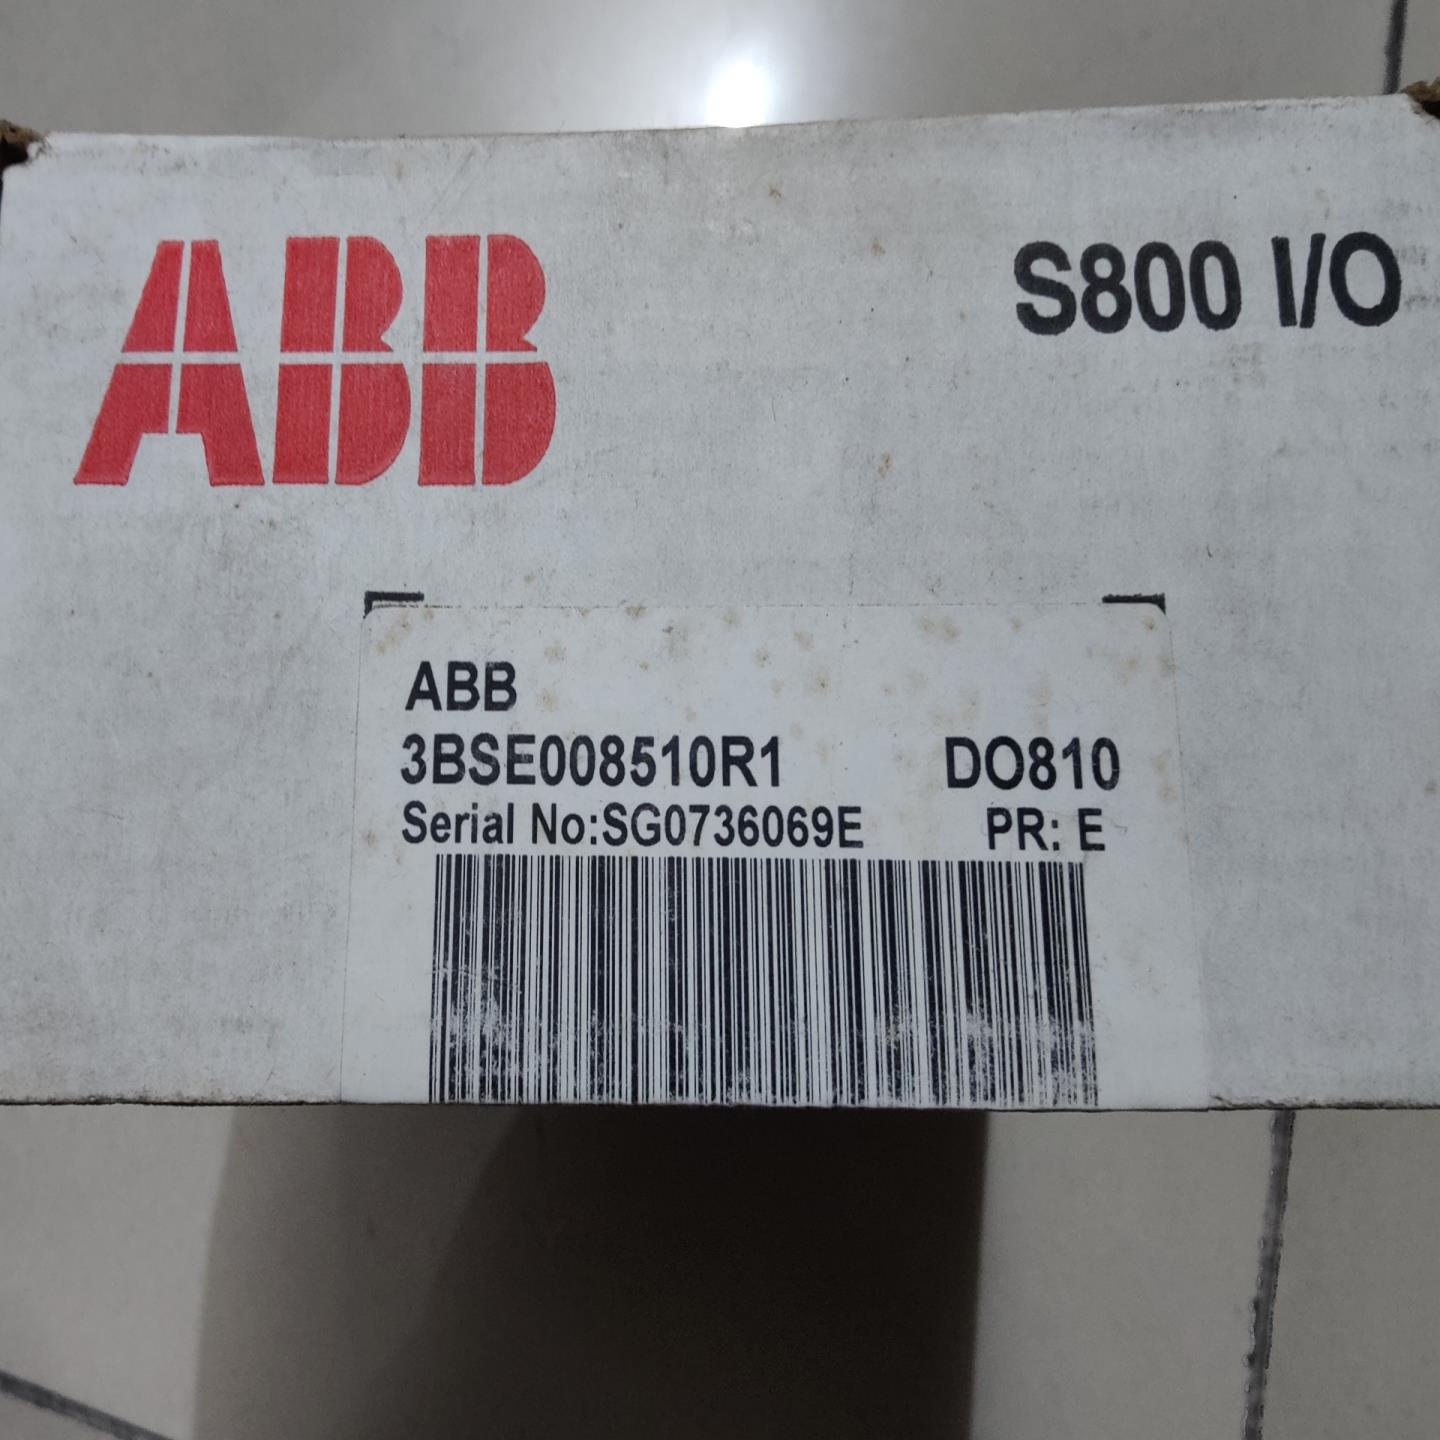 ABB S800 I/O
ABB
3BSE008510R1 DO810
Serial No:SG0736069E PR: E